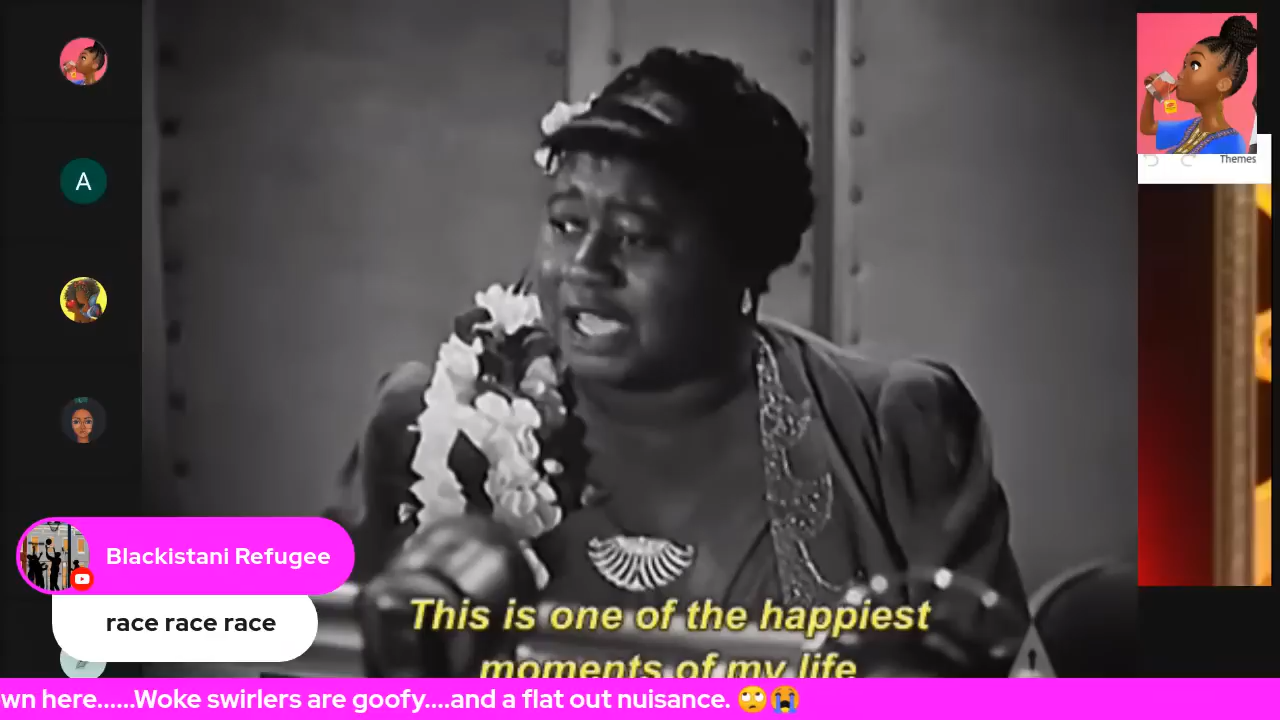 A
Themes
Blackistani Refugee
race race race
This is one of the happiest
moments of my life
wn here......Woke swirlers are goofy....and a flat out nuisance. 🙄😭